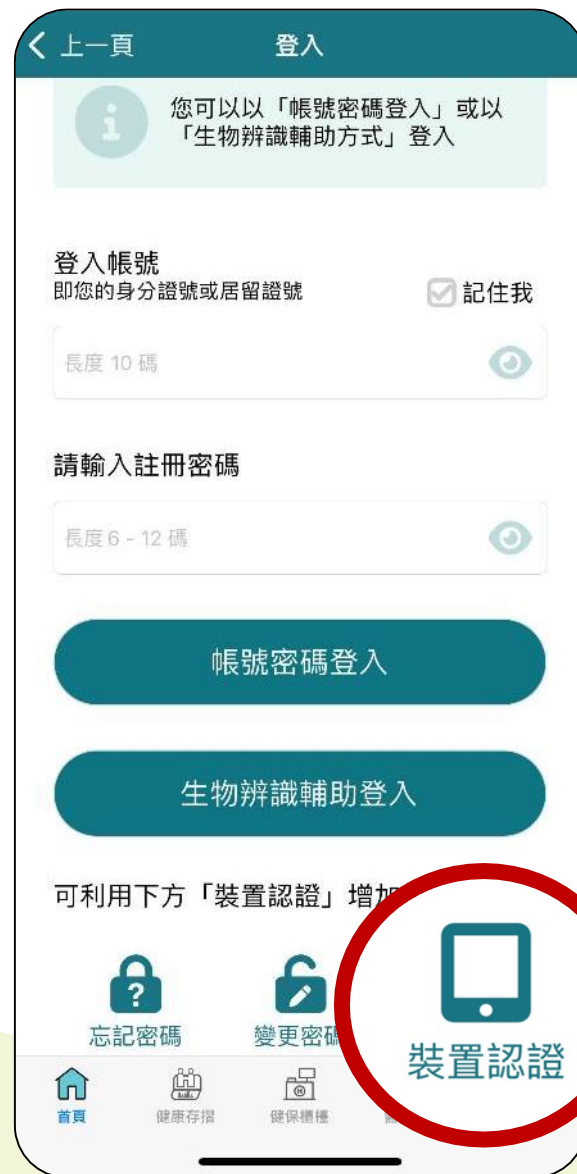 上一頁
登入
您可以以「帳號密碼登入」或以
「生物辨識輔助方式」登入
登入帳號
即您的身分證號或居留證號
記住我
長度 10 碼
請輸入註冊密碼
長度 6 - 12 碼
帳號密碼登入
生物辨識輔助登入
可利用下方「裝置認證」增加
忘記密碼
變更密碼
裝置認證
首頁
健康存摺
健保櫃檯